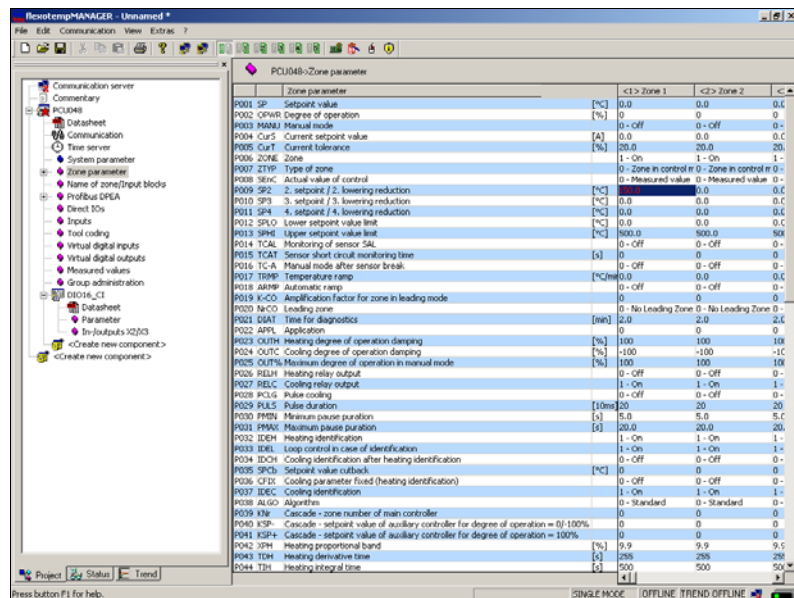 flexotempMANAGER - Unnamed *
File Edit Communication View Extras ?
PCU048->Zone parameter
Communication server
Commentary
PCU048
Datasheet
Communication
Time server
System parameter
Zone parameter
Name of zone/Input blocks
Profibus DPEA
Direct IOs
Inputs
Tool coding
Virtual digital inputs
Virtual digital outputs
Measured values
Group administration
DIO16_CI
Datasheet
Parameter
In-/outputs X2/X3
<Create new component>
<Create new component>
Zone parameter <1> Zone 1 <2> Zone 2
P001 SP Setpoint value [°C] 0.0 0.0
P002 OPWR Degree of operation [%] 0 0
P003 MANU Manual mode 0 - Off 0 - Off
P004 CurS Current setpoint value [A] 0.0 0.0
P005 CurT Current tolerance [%] 20.0 20.0
P006 ZONE Zone 1 - On 1 - On
P007 ZTYP Type of zone 0 - Zone in control m 0 - Zone in control m
P008 SEnC Actual value of control 0 - Measured value 0 - Measured value
P009 SP2 2. setpoint / 2. lowering reduction [°C] 0.0
P010 SP3 3. setpoint / 3. lowering reduction [°C] 0.0 0.0
P011 SP4 4. setpoint / 4. lowering reduction [°C] 0.0 0.0
P012 SPLO Lower setpoint value limit [°C] 0.0 0.0
P013 SPHI Upper setpoint value limit [°C] 500.0 500.0
P014 TCAL Monitoring of sensor SAL 0 - Off 0 - Off
P015 TCAT Sensor short circuit monitoring time [s] 0 0
P016 TC-A Manual mode after sensor break 0 - Off 0 - Off
P017 TRMP Temperature ramp [°C/min 0.0 0.0
P018 ARMP Automatic ramp 0 - Off 0 - Off
P019 K-CO Amplification factor for zone in leading mode 0 0
P020 NrCO Leading zone 0 - No Leading Zone 0 - No Leading Zone
P021 DIAT Time for diagnostics [min] 2.0 2.0
P022 APPL Application 0 0
P023 OUTH Heating degree of operation damping [%] 100 100
P024 OUTC Cooling degree of operation damping [%] -100 -100
P025 OUT% Maximum degree of operation in manual mode [%] 100 100
P026 RELH Heating relay output 0 - Off 0 - Off
P027 RELC Cooling relay output 1 - On 1 - On
P028 PCLG Pulse cooling 0 - Off 0 - Off
P029 PULS Pulse duration [10ms] 20 20
P030 PMIN Minimum pause puration [s] 5.0 5.0
P031 PMAX Maximum pause puration [s] 20.0 20.0
P032 IDEH Heating identification 1 - On 1 - On
P033 IDEL Loop control in case of identification 1 - On 1 - On
P034 IDCH Cooling identification after heating identification 0 - Off 0 - Off
P035 SPCb Setpoint value cutback [°C] 0 0
P036 CFIX Cooling parameter fixed (heating identification) 0 - Off 0 - Off
P037 IDEC Cooling identification 1 - On 1 - On
P038 ALGO Algorithm 0 - Standard 0 - Standard
P039 KNr Cascade - zone number of main controller 0 0
P040 KSP- Cascade - setpoint value of auxiliary controller for degree of operation = 0/-100% 0 0
P041 KSP+ Cascade - setpoint value of auxiliary controller for degree of operation = 100% 0 0
P042 XPH Heating proportional band [%] 9.9 9.9
P043 TDH Heating derivative time [s] 255 255
P044 TIH Heating integral time [s] 500 500
Project Status Trend
Press button F1 for help. SINGLE MODE OFFLINE TREND OFFLINE